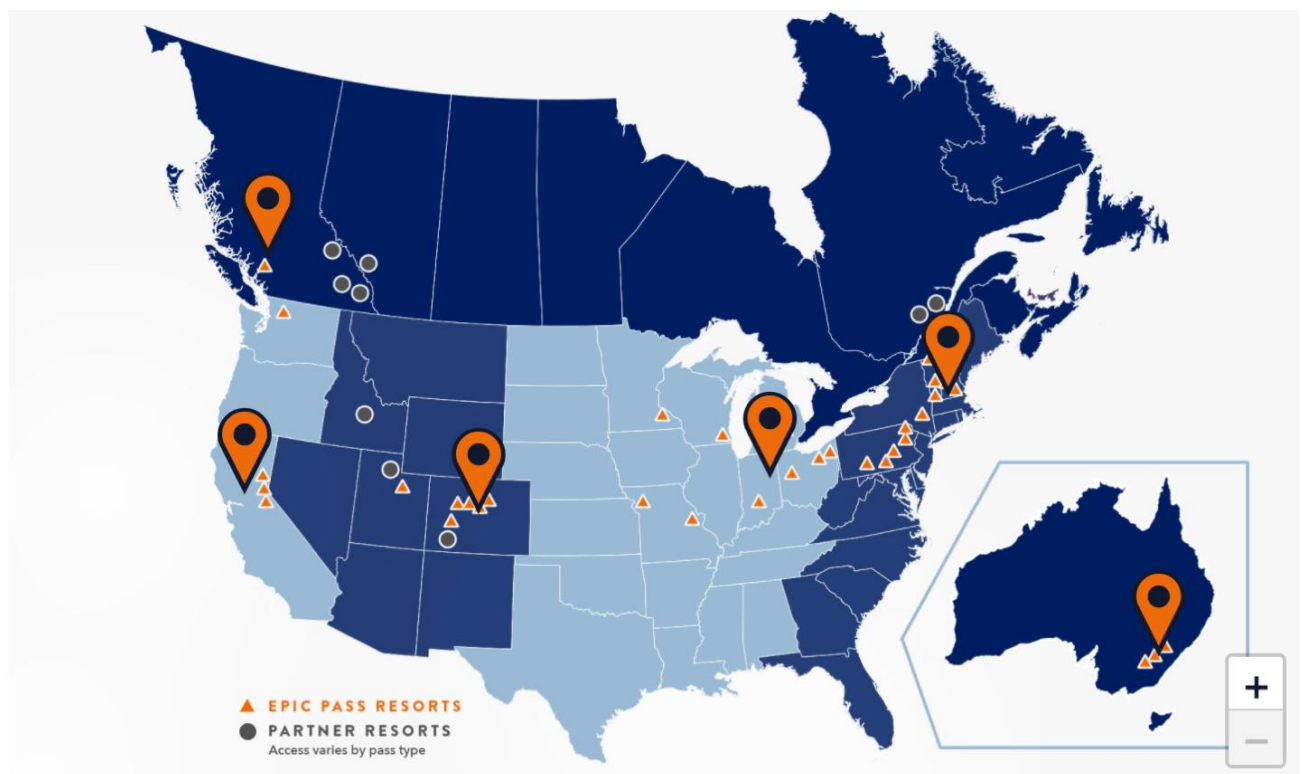 EPIC PASS RESORTS
PARTNER RESORTS
Access varies by pass type
+
−